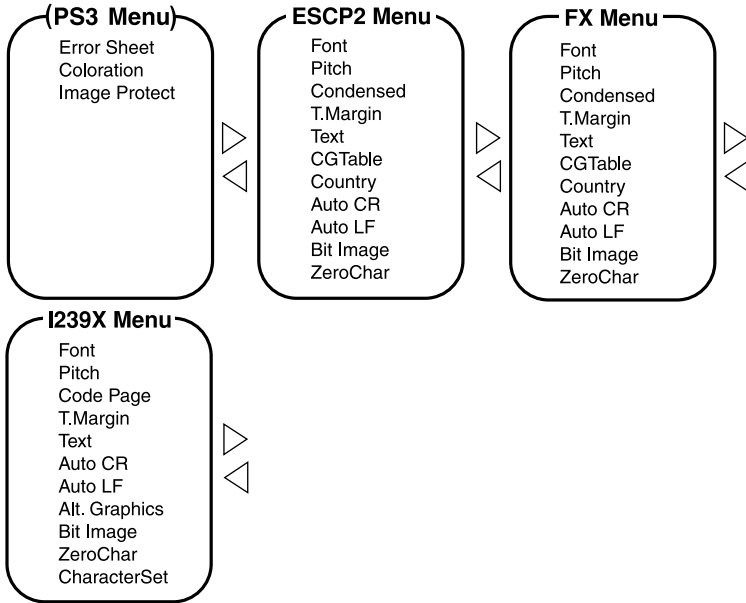 (PS3 Menu)
Error Sheet
Coloration
Image Protect
ESCP2 Menu
Font
Pitch
Condensed
T.Margin
Text
CGTable
Country
Auto CR
Auto LF
Bit Image
ZeroChar
FX Menu
Font
Pitch
Condensed
T.Margin
Text
CGTable
Country
Auto CR
Auto LF
Bit Image
ZeroChar
I239X Menu
Font
Pitch
Code Page
T.Margin
Text
Auto CR
Auto LF
Alt. Graphics
Bit Image
ZeroChar
CharacterSet